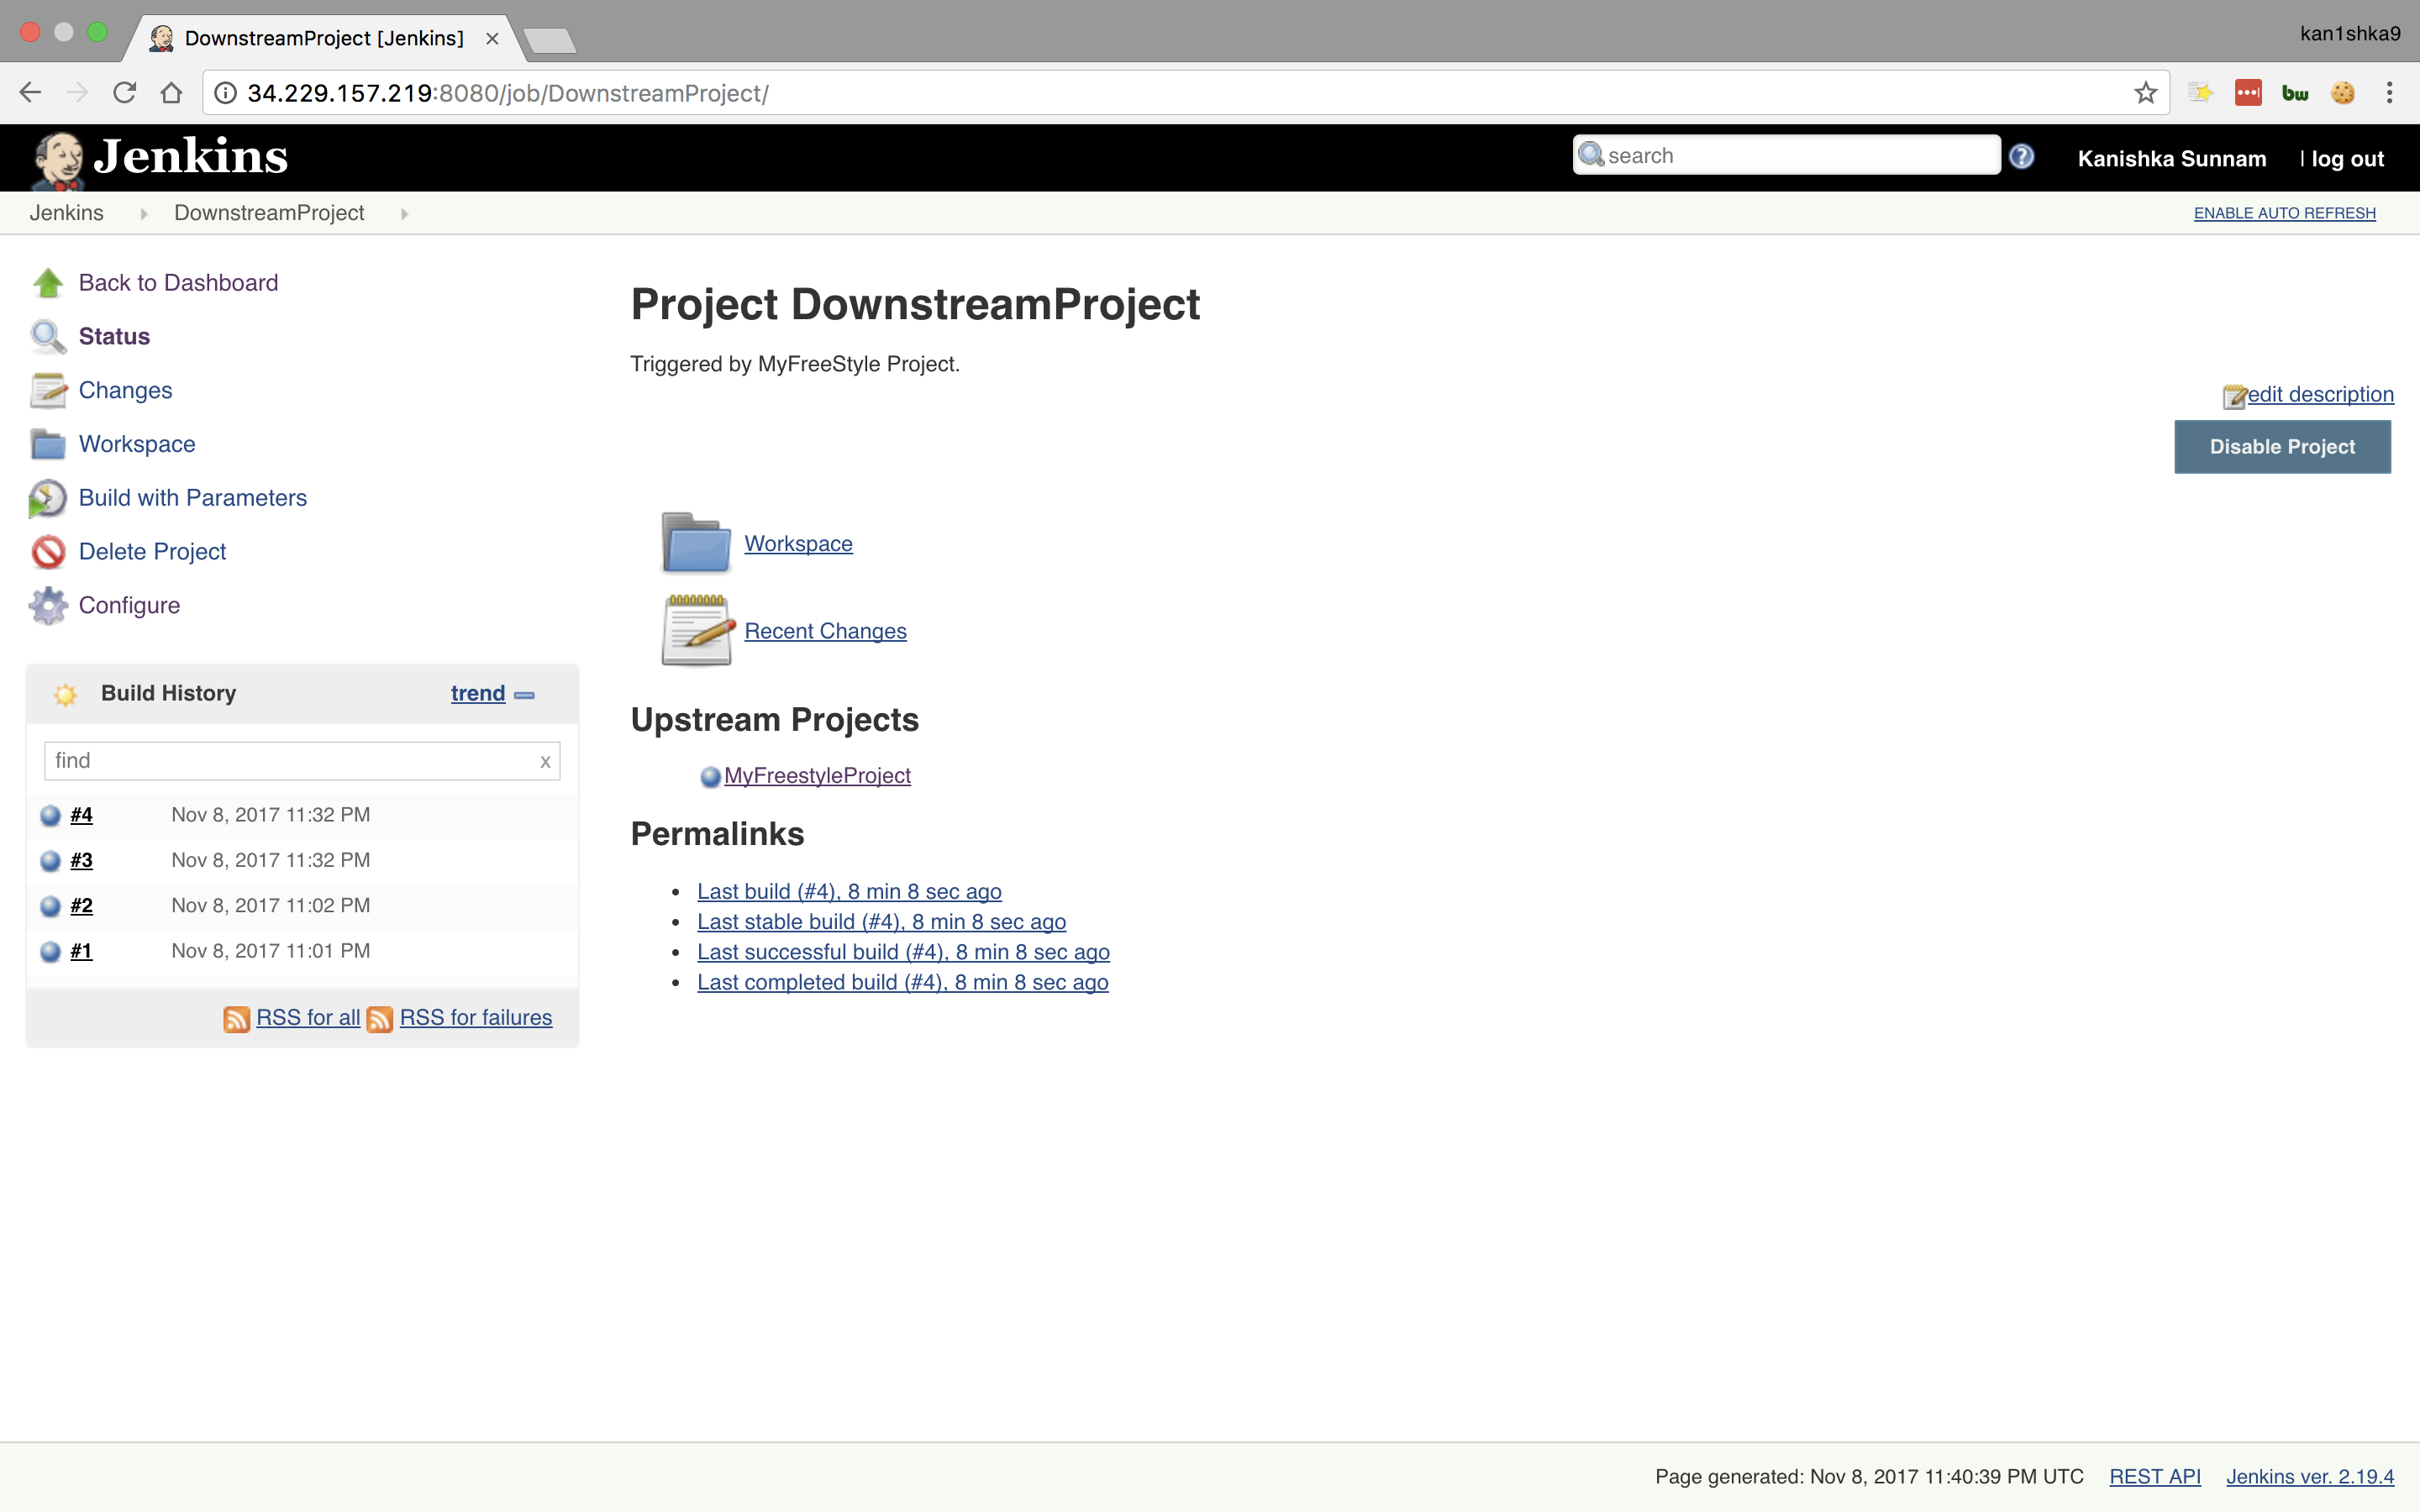 DownstreamProject [Jenkins]
kan1shka9
34.229.157.219:8080/job/DownstreamProject/
bw
Jenkins
search
Kanishka Sunnam
| log out
Jenkins
DownstreamProject
ENABLE AUTO REFRESH
Back to Dashboard
Status
Changes
Workspace
Build with Parameters
Delete Project
Configure
Build History
trend
find
x
#4 Nov 8, 2017 11:32 PM
#3 Nov 8, 2017 11:32 PM
#2 Nov 8, 2017 11:02 PM
#1 Nov 8, 2017 11:01 PM
RSS for all RSS for failures
Project DownstreamProject
Triggered by MyFreeStyle Project.
edit description
Disable Project
Workspace
Recent Changes
Upstream Projects
MyFreestyleProject
Permalinks
Last build (#4), 8 min 8 sec ago
Last stable build (#4), 8 min 8 sec ago
Last successful build (#4), 8 min 8 sec ago
Last completed build (#4), 8 min 8 sec ago
Page generated: Nov 8, 2017 11:40:39 PM UTC
REST API
Jenkins ver. 2.19.4